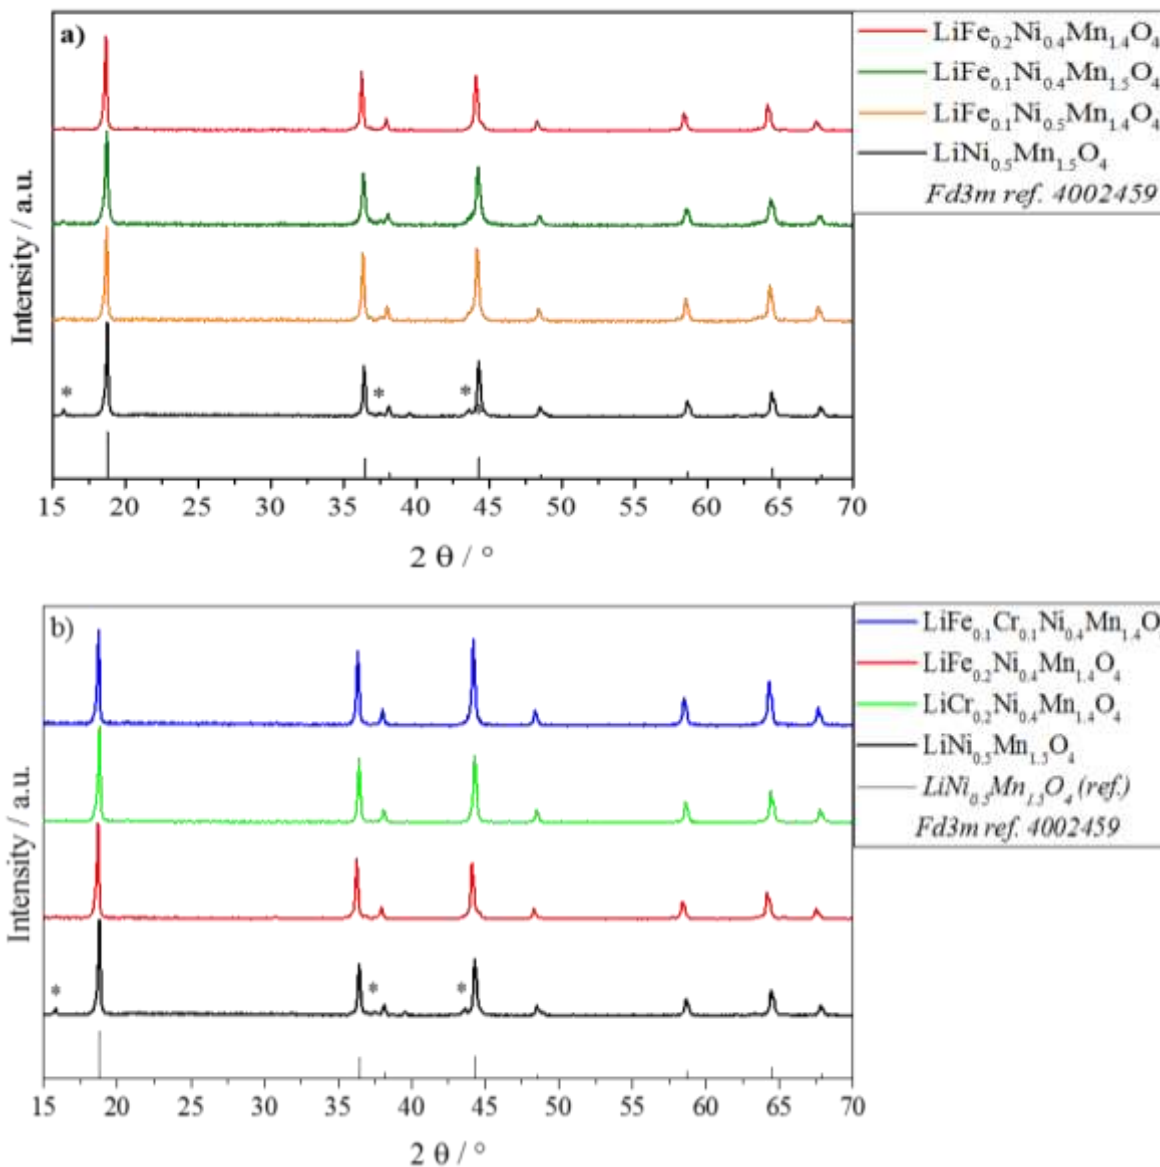 a)
LiFe0.2Ni0.4Mn1.4O4
LiFe0.1Ni0.4Mn1.5O4
LiFe0.1Ni0.5Mn1.4O4
LiNi0.5Mn1.5O4
Fd3m ref. 4002459
Intensity / a.u.
* * *
15 20 25 30 35 40 45 50 55 60 65 70
2 θ / °
b)
LiFe0.1Cr0.1Ni0.4Mn1.4O
LiFe0.2Ni0.4Mn1.4O4
LiCr0.2Ni0.4Mn1.4O4
LiNi0.5Mn1.5O4
LiNi0.5Mn1.5O4 (ref.)
Fd3m ref. 4002459
Intensity / a.u.
* * *
15 20 25 30 35 40 45 50 55 60 65 70
2 θ / °